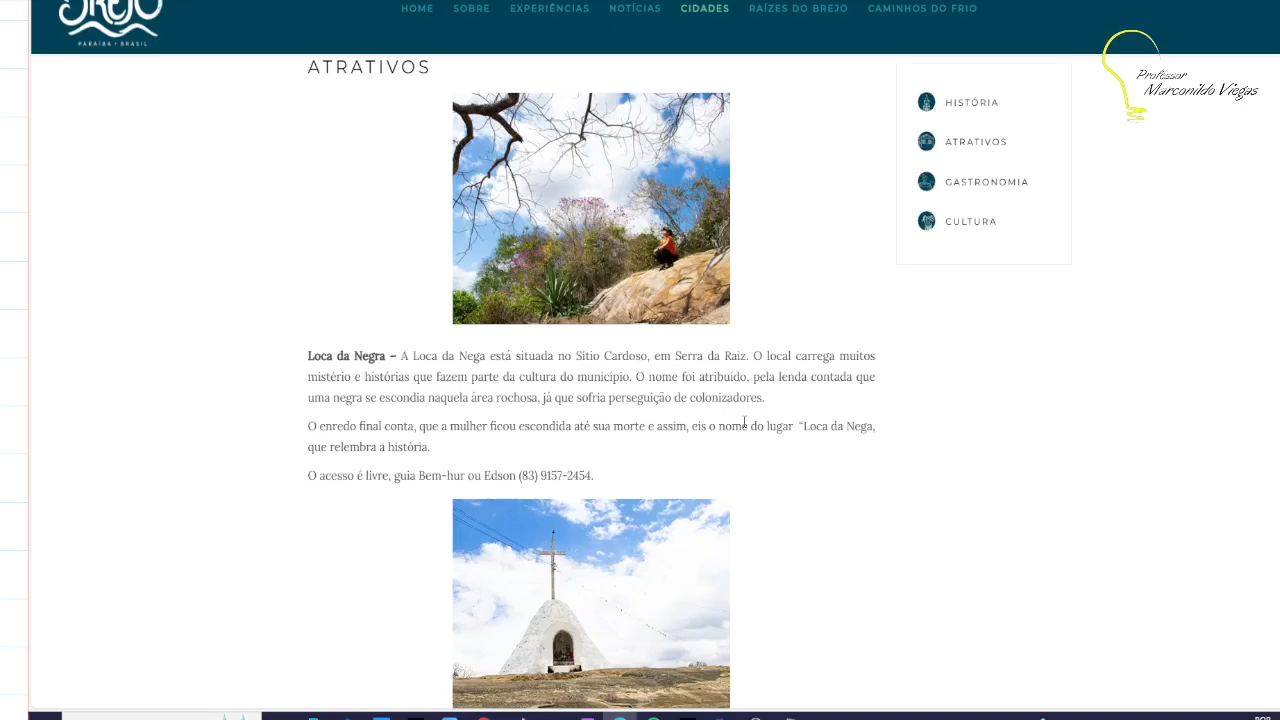 BREJO
PARAÍBA • BRASIL
HOME SOBRE EXPERIÊNCIAS NOTÍCIAS CIDADES RAÍZES DO BREJO CAMINHOS DO FRIO
Professor
Marconildo Viegas
ATRATIVOS
HISTÓRIA
ATRATIVOS
GASTRONOMIA
CULTURA
Loca da Negra – A Loca da Nega está situada no Sítio Cardoso, em Serra da Raiz. O local carrega muitos
mistério e histórias que fazem parte da cultura do município. O nome foi atribuído, pela lenda contada que
uma negra se escondia naquela área rochosa, já que sofria perseguição de colonizadores.
O enredo final conta, que a mulher ficou escondida até sua morte e assim, eis o nome do lugar “Loca da Nega,
que relembra a história.
O acesso é livre, guia Bem-hur ou Edson (83) 9157-2454.